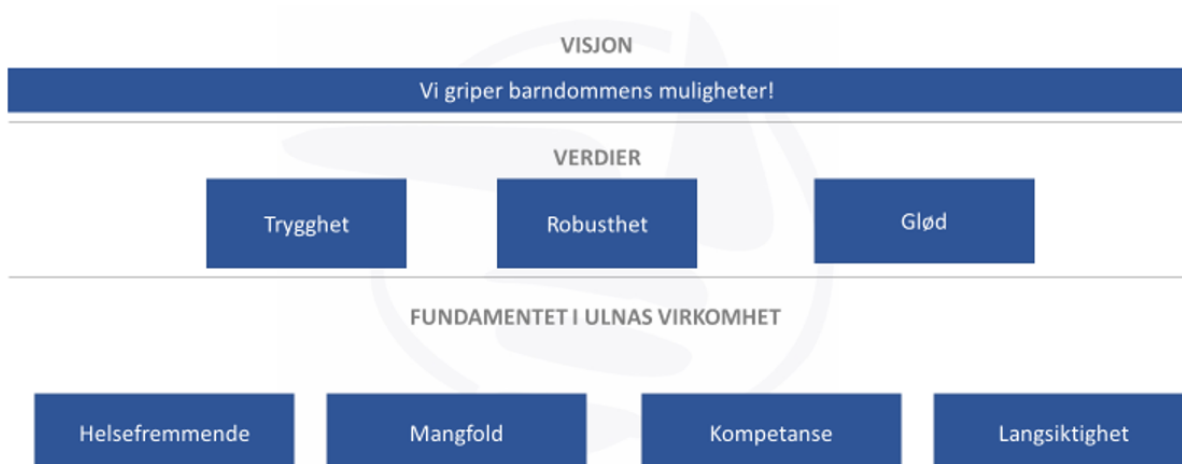 VISJON
Vi griper barndommens muligheter!
VERDIER
Trygghet
Robusthet
Glød
FUNDAMENTET I ULNAS VIRKOMHET
Helsefremmende
Mangfold
Kompetanse
Langsiktighet